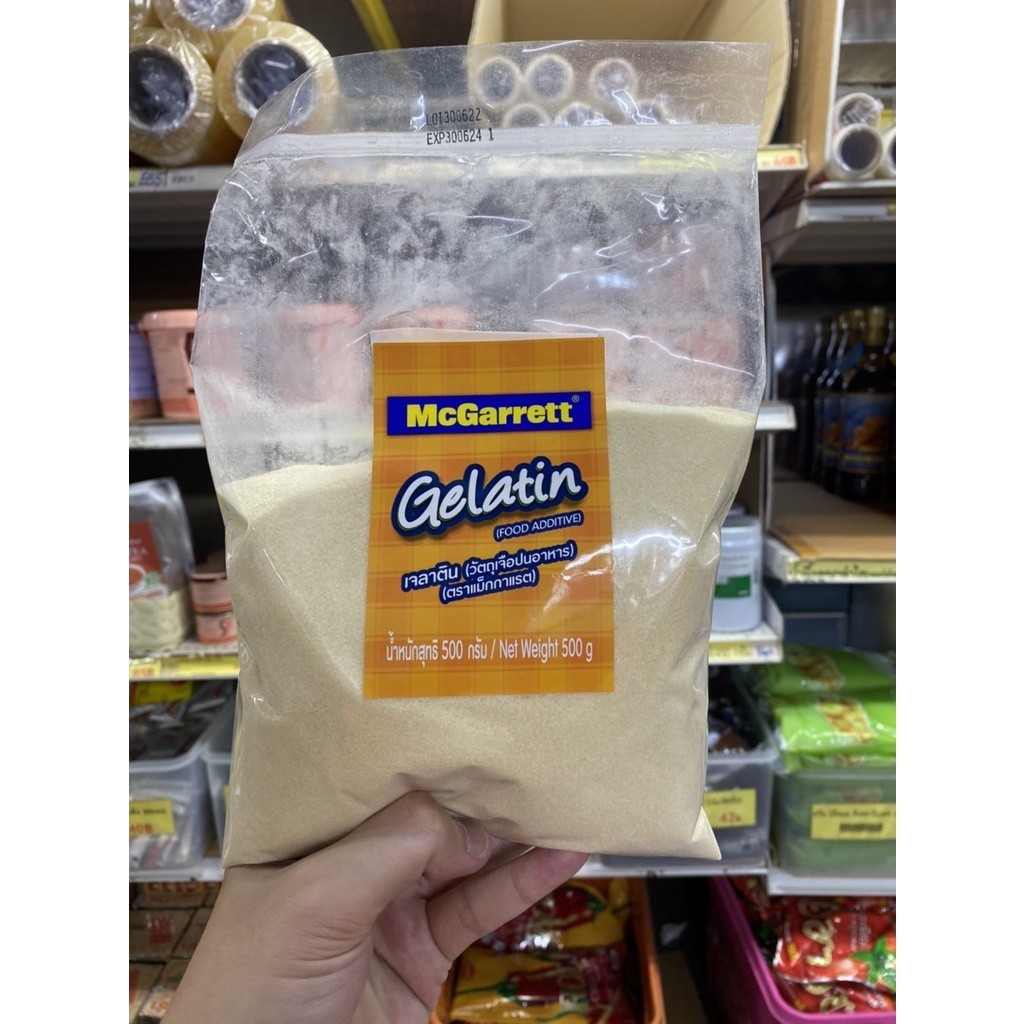 LOT300622
EXP300624 1
McGarrett®
Gelatin
(FOOD ADDITIVE)
เจลาติน (วัตถุเจือปนอาหาร)
(ตราแม็กกาแรต)
น้ำหนักสุทธิ 500 กรัม / Net Weight 500 g